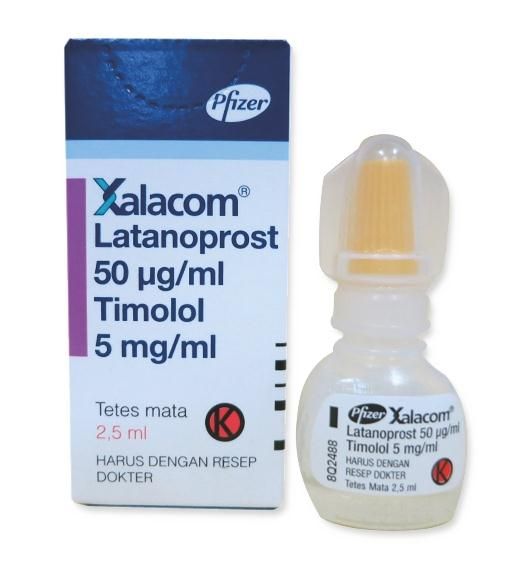 Pfizer
Xalacom®
Latanoprost
50 µg/ml
Timolol
5 mg/ml
Tetes mata
2,5 ml
K
HARUS DENGAN RESEP
DOKTER
Pfizer Xalacom®
Latanoprost 50 µg/ml
Timolol 5 mg/ml
HARUS DENGAN
RESEP DOKTER
K
Tetes Mata 2,5 ml
8Q2488